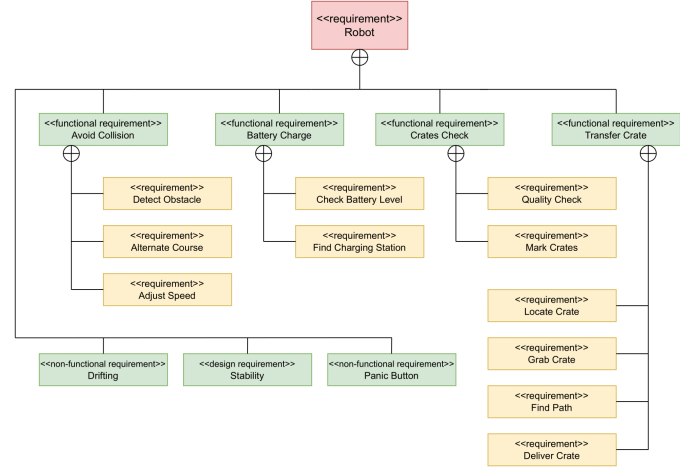 <<requirement>>
Robot
<<functional requirement>>
Avoid Collision
<<functional requirement>>
Battery Charge
<<functional requirement>>
Crates Check
<<functional requirement>>
Transfer Crate
<<requirement>>
Detect Obstacle
<<requirement>>
Alternate Course
<<requirement>>
Adjust Speed
<<requirement>>
Check Battery Level
<<requirement>>
Find Charging Station
<<requirement>>
Quality Check
<<requirement>>
Mark Crates
<<requirement>>
Locate Crate
<<requirement>>
Grab Crate
<<requirement>>
Find Path
<<requirement>>
Deliver Crate
<<non-functional requirement>>
Drifting
<<design requirement>>
Stability
<<non-functional requirement>>
Panic Button